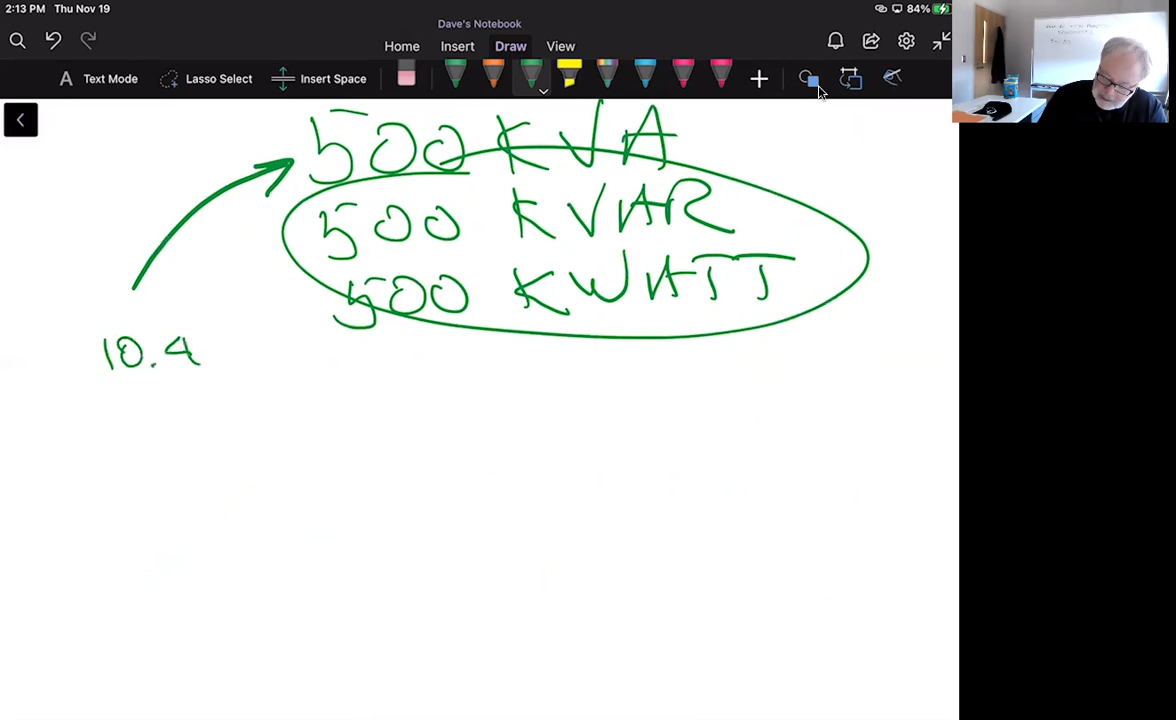 2:13 PM Thu Nov 19
84%
Dave's Notebook
Home Insert Draw View
Text Mode Lasso Select Insert Space
500 KVA
500 KVAR
500 KWATT
10.4